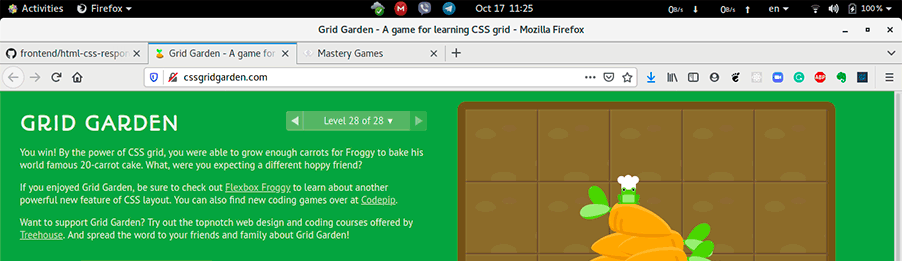 Activities Firefox ▾ Oct 17 11:25 0B/s ↓ 0B/s ↑ en ▾ 100% ▾
Grid Garden - A game for learning CSS grid - Mozilla Firefox
frontend/html-css-respor × Grid Garden - A game for × Mastery Games × +
cssgridgarden.com
GRID GARDEN
Level 28 of 28 ▾
You win! By the power of CSS grid, you were able to grow enough carrots for Froggy to bake his
world famous 20-carrot cake. What, were you expecting a different hoppy friend?
If you enjoyed Grid Garden, be sure to check out Flexbox Froggy to learn about another
powerful new feature of CSS layout. You can also find new coding games over at Codepip.
Want to support Grid Garden? Try out the topnotch web design and coding courses offered by
Treehouse. And spread the word to your friends and family about Grid Garden!